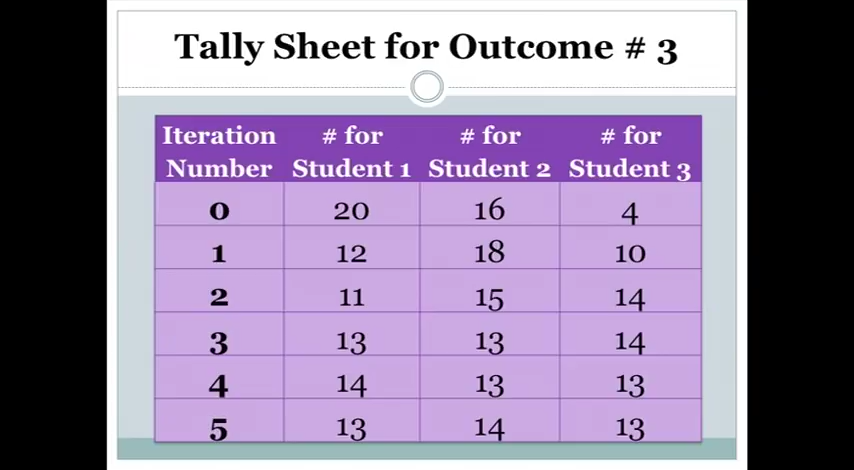 Tally Sheet for Outcome # 3
Iteration Number # for Student 1 # for Student 2 # for Student 3
0 20 16 4
1 12 18 10
2 11 15 14
3 13 13 14
4 14 13 13
5 13 14 13